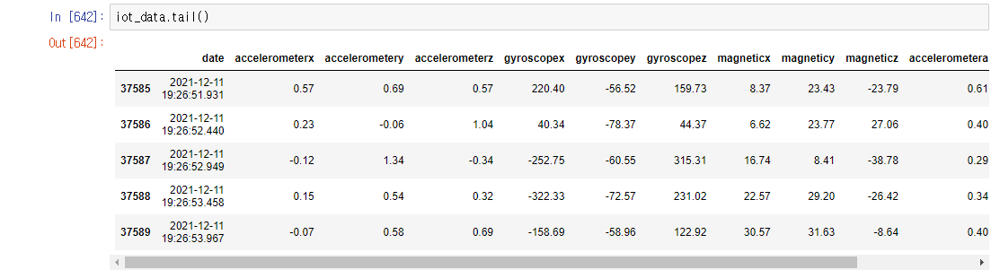 In [642]: iot_data.tail()
Out[642]:
date accelerometerx accelerometery accelerometerz gyroscopex gyroscopey gyroscopez magneticx magneticy magneticz accelerometera
37585 2021-12-11 19:26:51.931 0.57 0.69 0.57 220.40 -56.52 159.73 8.37 23.43 -23.79 0.61
37586 2021-12-11 19:26:52.440 0.23 -0.06 1.04 40.34 -78.37 44.37 6.62 23.77 27.06 0.40
37587 2021-12-11 19:26:52.949 -0.12 1.34 -0.34 -252.75 -60.55 315.31 16.74 8.41 -38.78 0.29
37588 2021-12-11 19:26:53.458 0.15 0.54 0.32 -322.33 -72.57 231.02 22.57 29.20 -26.42 0.34
37589 2021-12-11 19:26:53.967 -0.07 0.58 0.69 -158.69 -58.96 122.92 30.57 31.63 -8.64 0.40